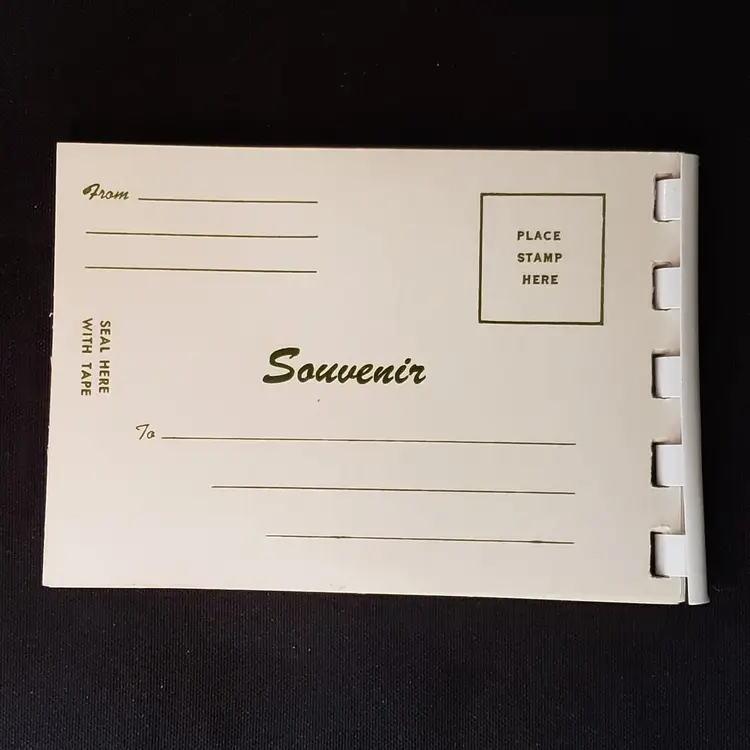 From
PLACE
STAMP
HERE
SEAL HERE
WITH TAPE
Souvenir
To